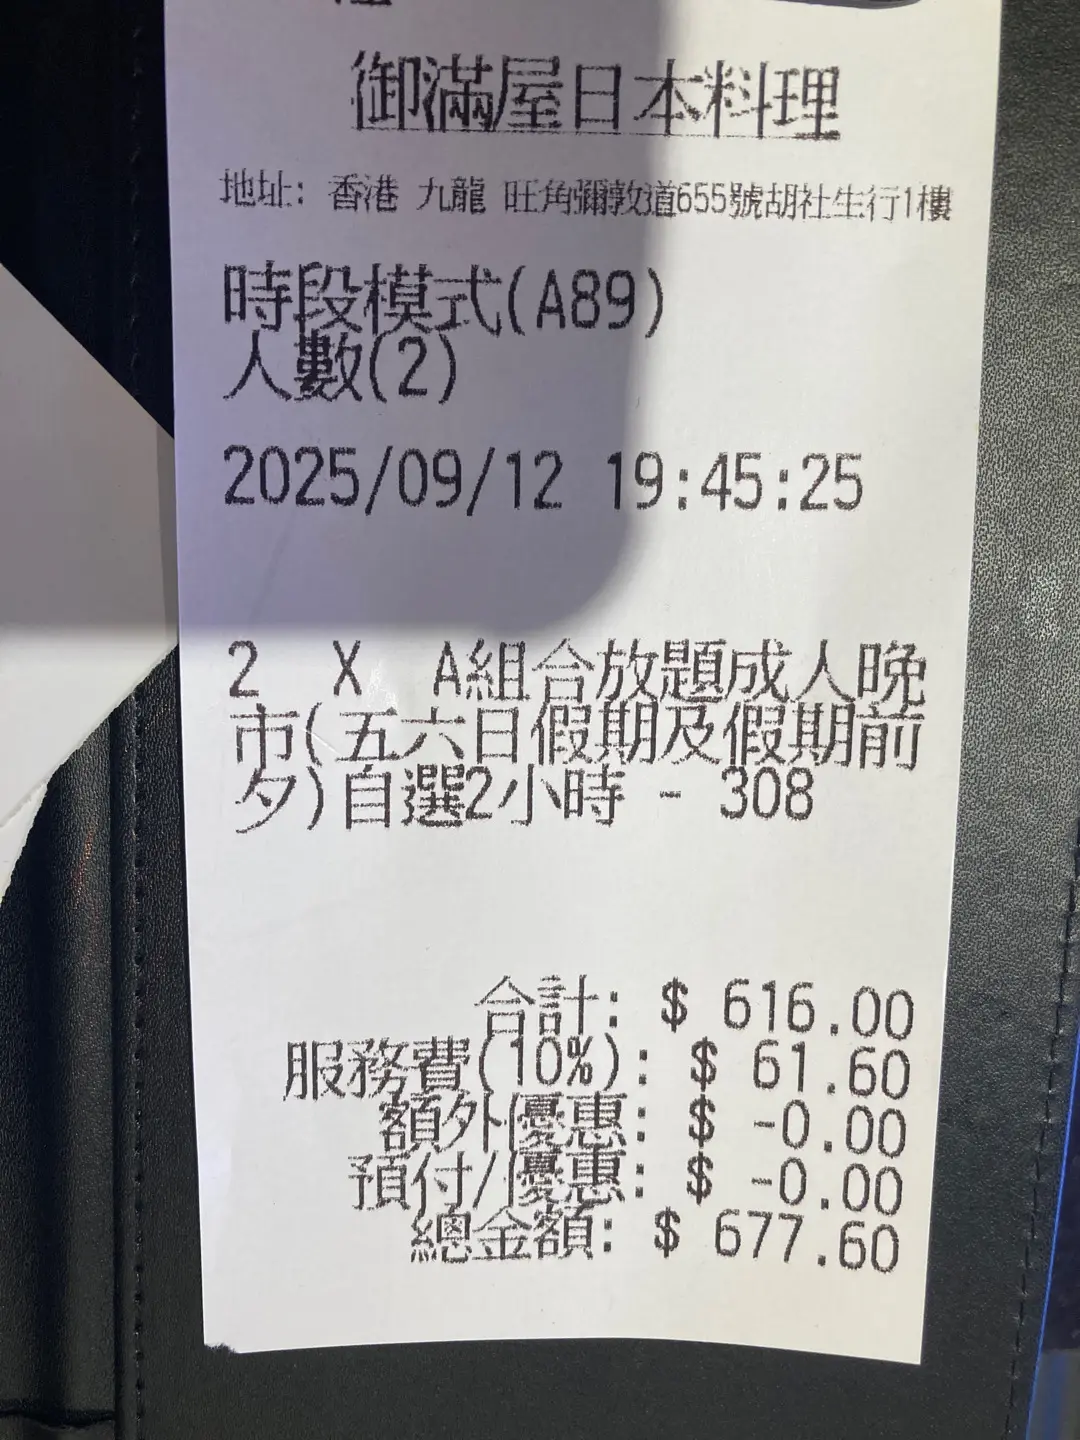 御滿屋日本料理
地址: 香港 九龍 旺角彌敦道655號胡社生行1樓
時段模式(A89)
人數(2)
2025/09/12 19:45:25
2 X A組合放題成人晚
市(五六日假期及假期前
夕)自選2小時 - 308
合計: $ 616.00
服務費(10%): $ 61.60
額外優惠: $ -0.00
預付/優惠: $ -0.00
總金額: $ 677.60